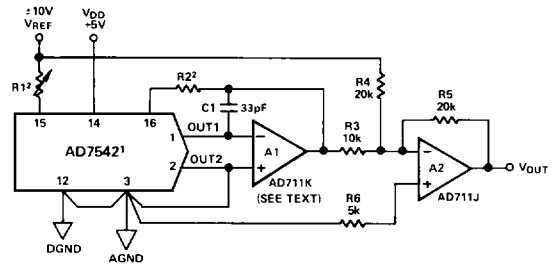 ±10V
VREF
VDD
+5V
R1²
R2²
C1
33pF
R4
20k
R5
20k
15
14
16
1
OUT1
2
OUT2
AD7542¹
A1
AD711K
(SEE TEXT)
R3
10k
A2
AD711J
VOUT
12
3
R6
5k
DGND
AGND